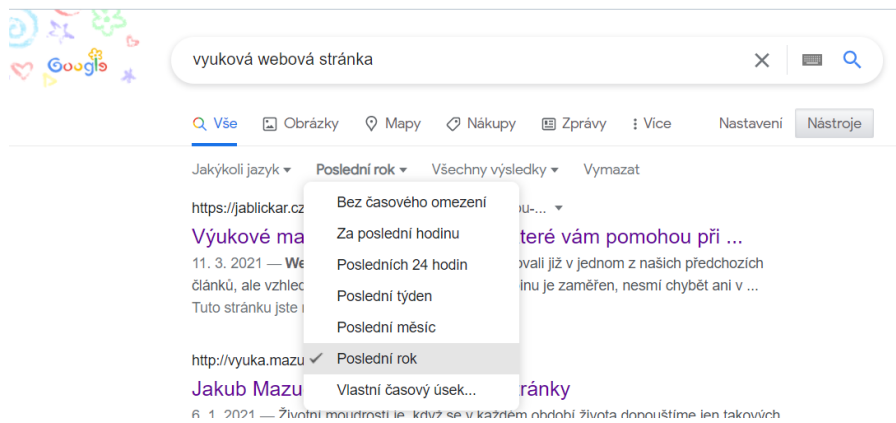 Google
vyuková webová stránka
Vše Obrázky Mapy Nákupy Zprávy Více Nastavení Nástroje
Jakýkoli jazyk Poslední rok Všechny výsledky Vymazat
Bez časového omezení
Za poslední hodinu
Posledních 24 hodin
Poslední týden
Poslední měsíc
Poslední rok
Vlastní časový úsek...
https://jablickar.cz ou-...
Výukové ma teré vám pomohou při ...
11. 3. 2021 — We ovali již v jednom z našich předchozích
článků, ale vzhled inu je zaměřen, nesmí chybět ani v ...
Tuto stránku jste
http://vyuka.mazu
Jakub Mazu ránky
6. 1. 2021 — Životní moudrostí je, když se v každém období života dopouštíme jen takových